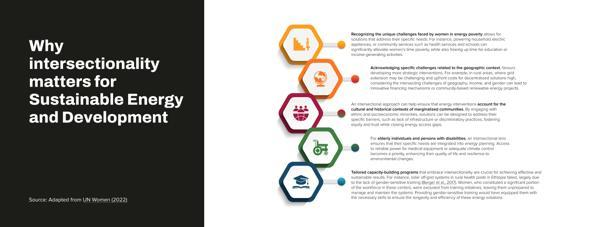 Why
intersectionality
matters for
Sustainable Energy
and Development
Source: Adapted from UN Women (2022)
Recognizing the unique challenges faced by women in energy poverty allows for
solutions that address their specific needs. For instance, powering household electric
appliances, or community services such as health services and schools can
significantly alleviate women's time poverty, while also freeing up time for education or
income-generating activities.
Acknowledging specific challenges related to the geographic context, favours
developing more strategic interventions. For example, in rural areas, where grid
extension may be challenging and upfront costs for decentralised solutions high,
considering the intersecting challenges of geography, income, and gender can lead to
innovative financing mechanisms or community-based renewable energy projects.
An intersectional approach can help ensure that energy interventions account for the
cultural and historical contexts of marginalised communities. By engaging with
ethnic and socioeconomic minorities, solutions can be designed to address their
specific barriers, such as lack of infrastructure or discriminatory policies, fostering
equity and trust while closing energy access gaps.
For elderly individuals and persons with disabilities, an intersectional lens
ensures that their specific needs are integrated into energy planning. Access
to reliable power for medical equipment or adequate climate control
becomes a priority, enhancing their quality of life and resilience to
environmental changes.
Tailored capacity-building programs that embrace intersectionality are crucial for achieving effective and
sustainable results. For instance, solar off-grid systems in rural health posts in Ethiopia failed, largely due
to the lack of gender-sensitive training (Bergel et al., 2017). Women, who constituted a significant portion
of the workforce in these contexts, were excluded from training initiatives, leaving them unprepared to
manage and maintain the systems. Providing gender-sensitive training would have equipped them with
the necessary skills to ensure the longevity and efficiency of these energy solutions.